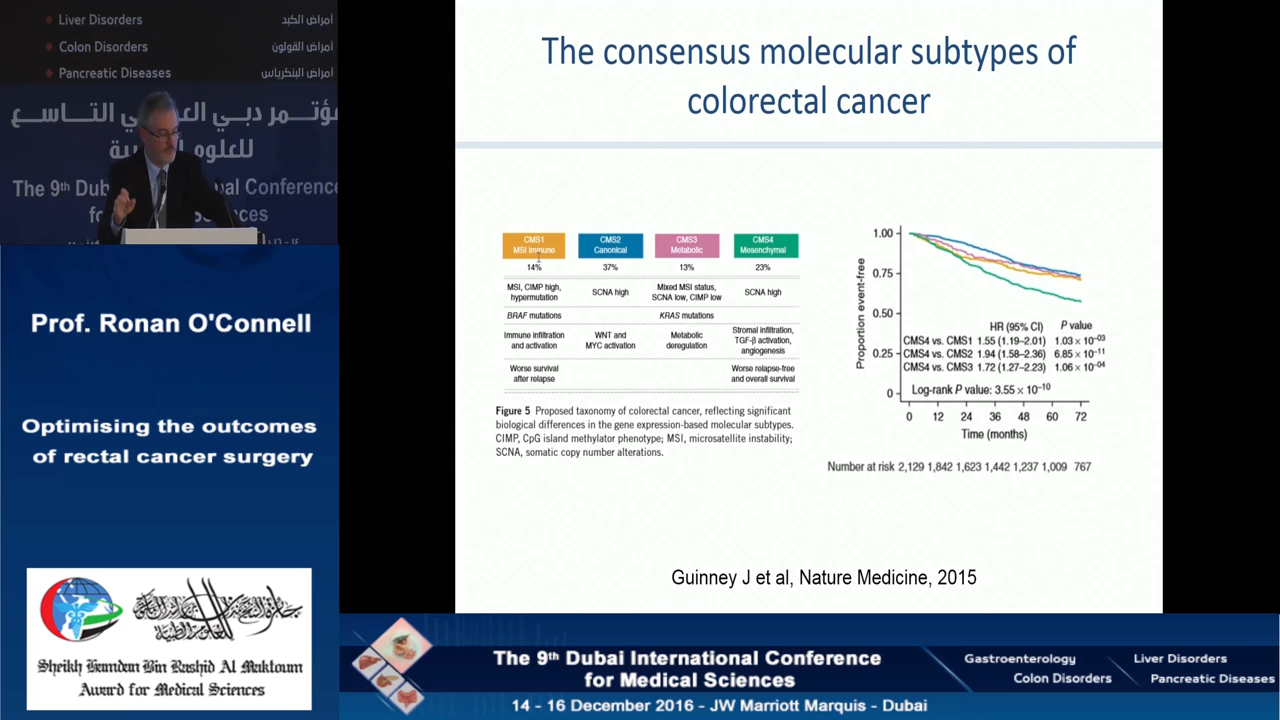 Liver Disorders
أمراض الكبد
Colon Disorders
أمراض القولون
Pancreatic Diseases
أمراض البنكرياس
للعلوم
The 9th
Conference
Prof. Ronan O'Connell
Optimising the outcomes
of rectal cancer surgery
Sheikh Hamdan Bin Rashid Al Maktoum
Award for Medical Sciences
The consensus molecular subtypes of
colorectal cancer
CMS1 CMS2 CMS3 CMS4
MSI Immune Canonical Metabolic Mesenchymal
14% 37% 13% 23%
MSI, CIMP high, hypermutation
SCNA high
Mixed MSI status, SCNA low, CIMP low
SCNA high
BRAF mutations
KRAS mutations
Immune infiltration and activation
WNT and MYC activation
Metabolic deregulation
Stromal infiltration, TGF-β activation, angiogenesis
Worse survival after relapse
Worse relapse-free and overall survival
Figure 5 Proposed taxonomy of colorectal cancer, reflecting significant
biological differences in the gene expression-based molecular subtypes.
CIMP, CpG island methylator phenotype; MSI, microsatellite instability;
SCNA, somatic copy number alterations.
Proportion event-free
1.00
0.75
0.50
0.25
0
HR (95% CI) P value
CMS4 vs. CMS1 1.55 (1.19–2.01) 1.03 × 10⁻⁰³
CMS4 vs. CMS2 1.94 (1.58–2.36) 6.85 × 10⁻¹¹
CMS4 vs. CMS3 1.72 (1.27–2.23) 1.06 × 10⁻⁰⁴
Log-rank P value: 3.55 × 10⁻¹⁰
0 12 24 36 48 60 72
Time (months)
Number at risk 2,129 1,842 1,623 1,442 1,237 1,009 767
Guinney J et al, Nature Medicine, 2015
The 9th Dubai International Conference
for Medical Sciences
14 - 16 December 2016 - JW Marriott Marquis - Dubai
Gastroenterology
Liver Disorders
Colon Disorders
Pancreatic Diseases